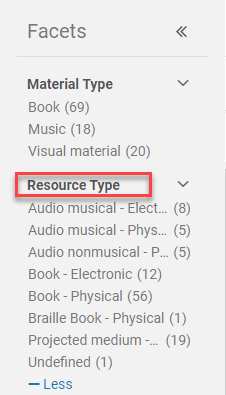 Facets
Material Type
Book (69)
Music (18)
Visual material (20)
Resource Type
Audio musical - Elect... (8)
Audio musical - Phys... (5)
Audio nonmusical - P... (5)
Book - Electronic (12)
Book - Physical (56)
Braille Book - Physical (1)
Projected medium -... (19)
Undefined (1)
Less